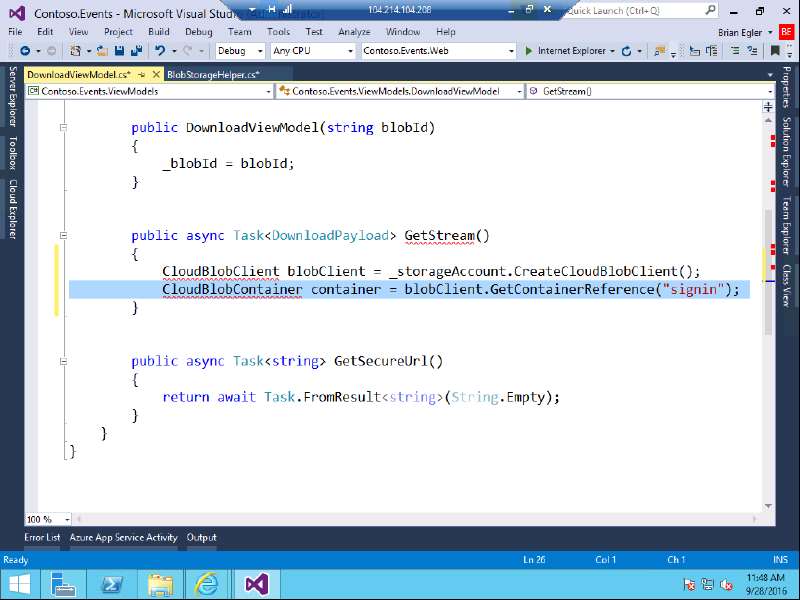 Contoso.Events - Microsoft Visual Stud
104.214.104.208
Quick Launch (Ctrl+Q)
File Edit View Project Build Debug Team Tools Test Analyze Window Help
Brian Egler BE
Debug Any CPU Contoso.Events.Web Internet Explorer
DownloadViewModel.cs* BlobStorageHelper.cs*
Contoso.Events.ViewModels Contoso.Events.ViewModels.DownloadViewModel GetStream()
Server Explorer
Toolbox
Cloud Explorer
public DownloadViewModel(string blobId)
{
_blobId = blobId;
}
public async Task<DownloadPayload> GetStream()
{
CloudBlobClient blobClient = _storageAccount.CreateCloudBlobClient();
CloudBlobContainer container = blobClient.GetContainerReference("signin");
}
public async Task<string> GetSecureUrl()
{
return await Task.FromResult<string>(String.Empty);
}
}
}
Properties
Solution Explorer
Team Explorer
Class View
100 %
Error List Azure App Service Activity Output
Ready Ln 26 Col 1 Ch 1 INS
11:48 AM
9/28/2016